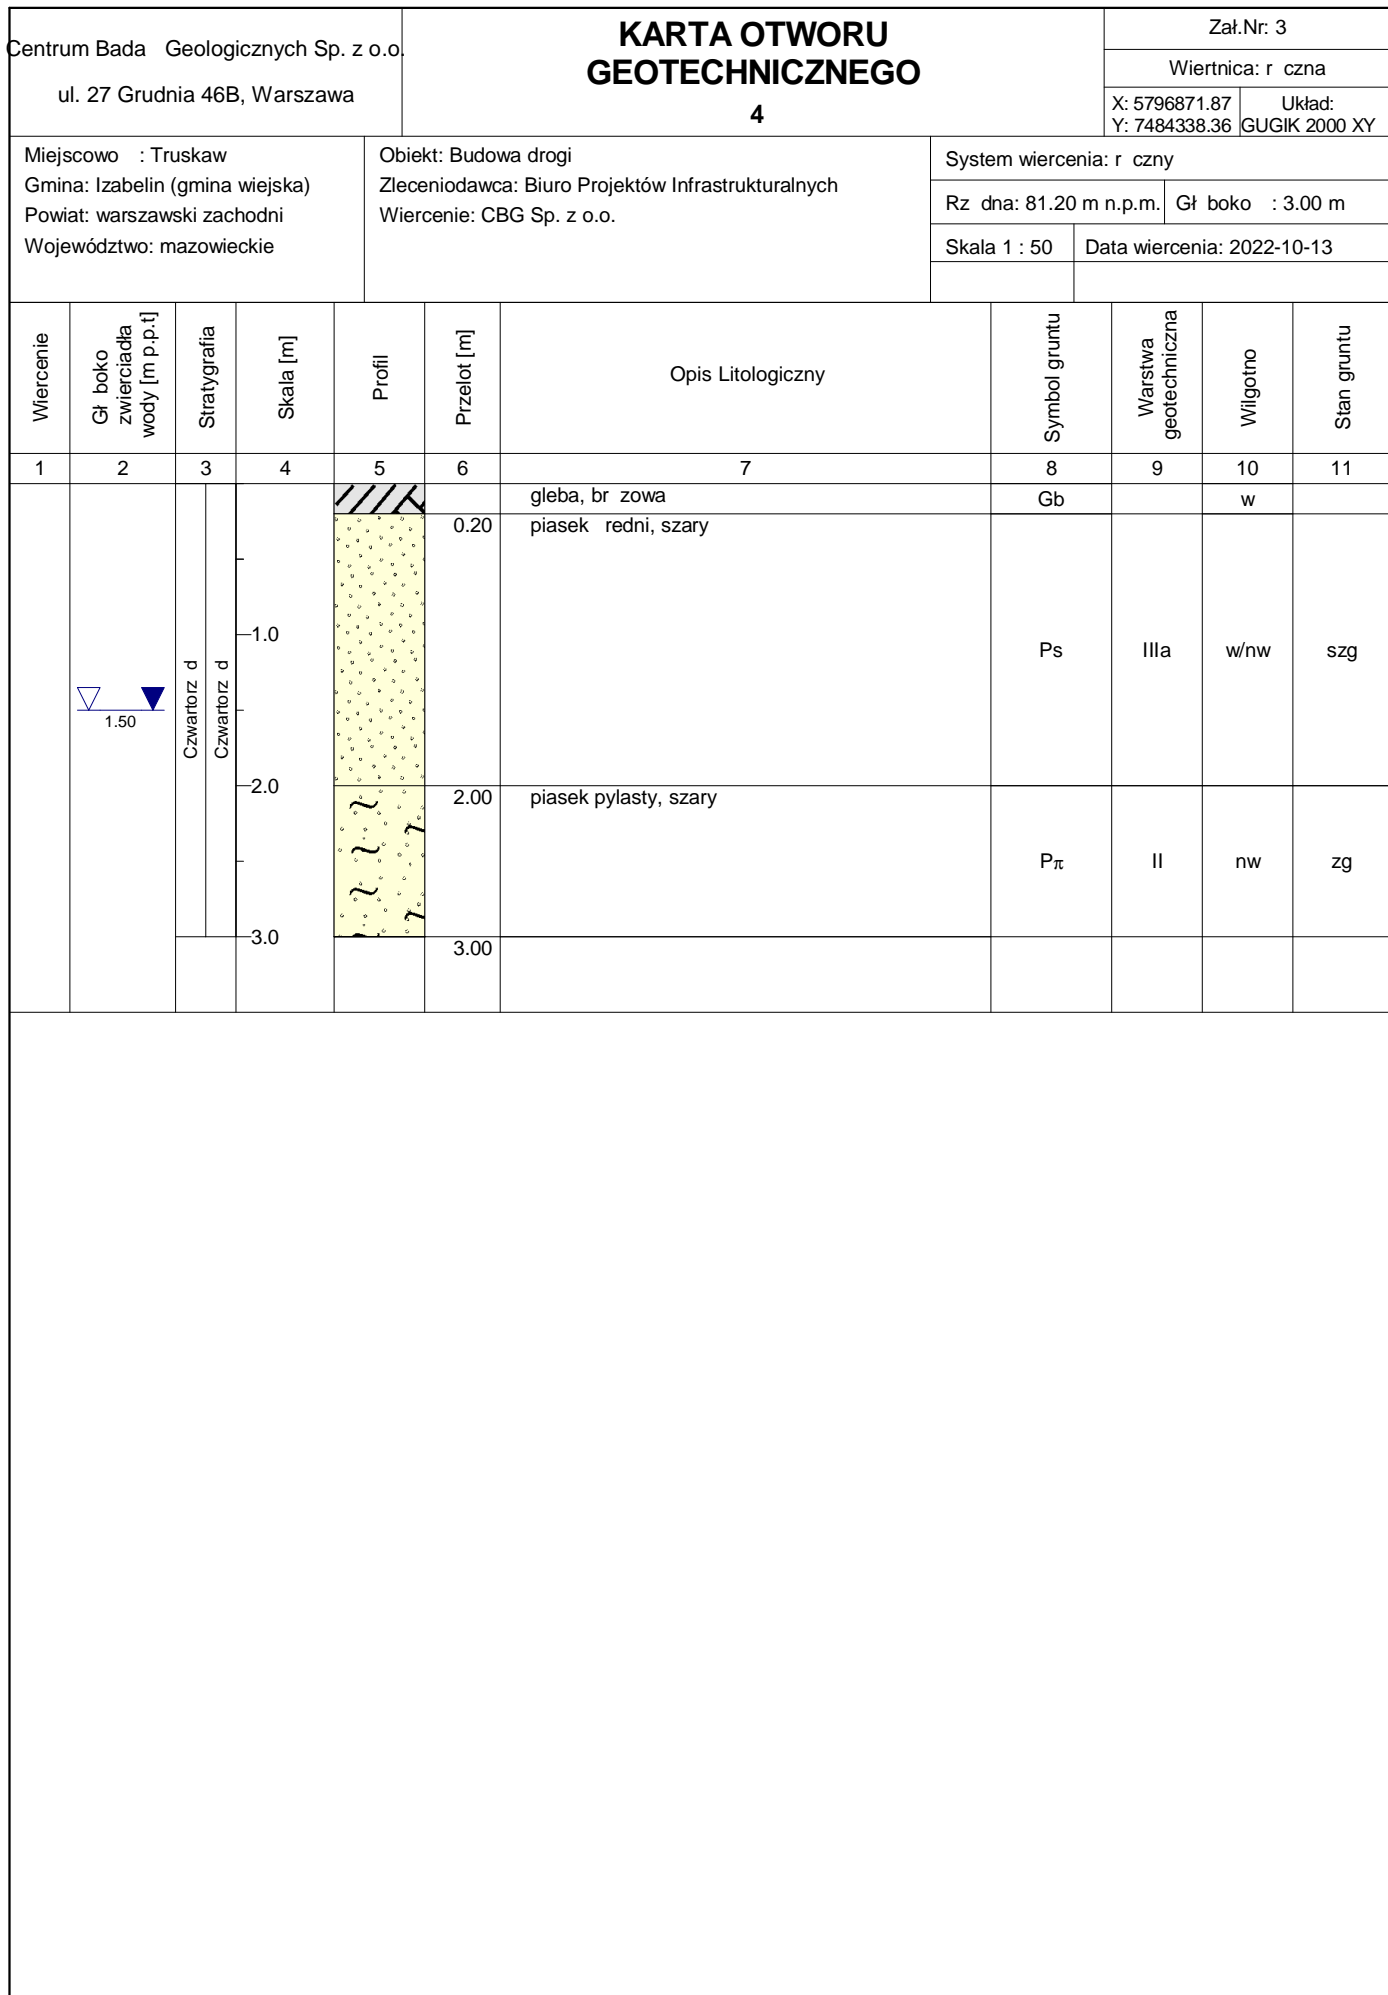 Centrum Bada Geologicznych Sp. z o.o.
ul. 27 Grudnia 46B, Warszawa
KARTA OTWORU
GEOTECHNICZNEGO
4
Zał.Nr: 3
Wiertnica: r czna
X: 5796871.87
Y: 7484338.36
Układ:
GUGIK 2000 XY
Miejscowo : Truskaw
Gmina: Izabelin (gmina wiejska)
Powiat: warszawski zachodni
Województwo: mazowieckie
Obiekt: Budowa drogi
Zleceniodawca: Biuro Projektów Infrastrukturalnych
Wiercenie: CBG Sp. z o.o.
System wiercenia: r czny
Rz dna: 81.20 m n.p.m.
Gł boko : 3.00 m
Skala 1 : 50
Data wiercenia: 2022-10-13
Wiercenie
Gł boko
zwierciadła
wody [m p.p.t]
Stratygrafia
Skala [m]
Profil
Przelot [m]
Opis Litologiczny
Symbol gruntu
Warstwa
geotechniczna
Wilgotno
Stan gruntu
1 2 3 4 5 6 7 8 9 10 11
gleba, br zowa
Gb
w
0.20
piasek redni, szary
1.0
Ps
IIIa
w/nw
szg
1.50
Czwartorz d
Czwartorz d
2.0
2.00
piasek pylasty, szary
Pπ
II
nw
zg
3.0
3.00